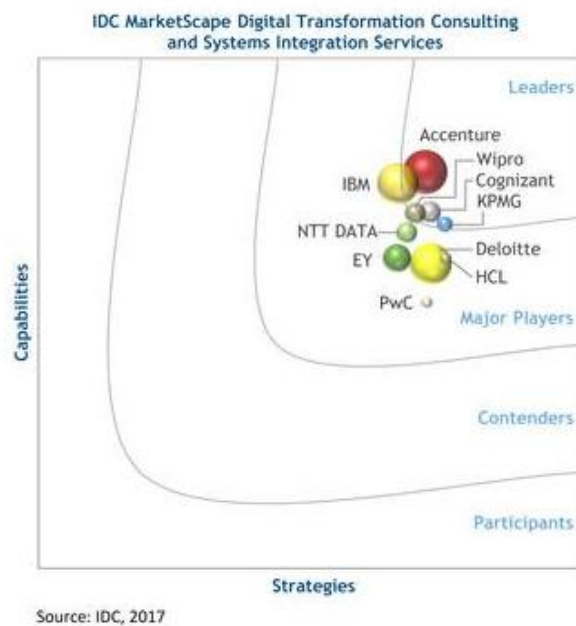 IDC MarketScape Digital Transformation Consulting
and Systems Integration Services
Leaders
Accenture
Wipro
IBM
Cognizant
KPMG
NTT DATA
Deloitte
EY
HCL
PwC
Major Players
Capabilities
Contenders
Participants
Strategies
Source: IDC, 2017